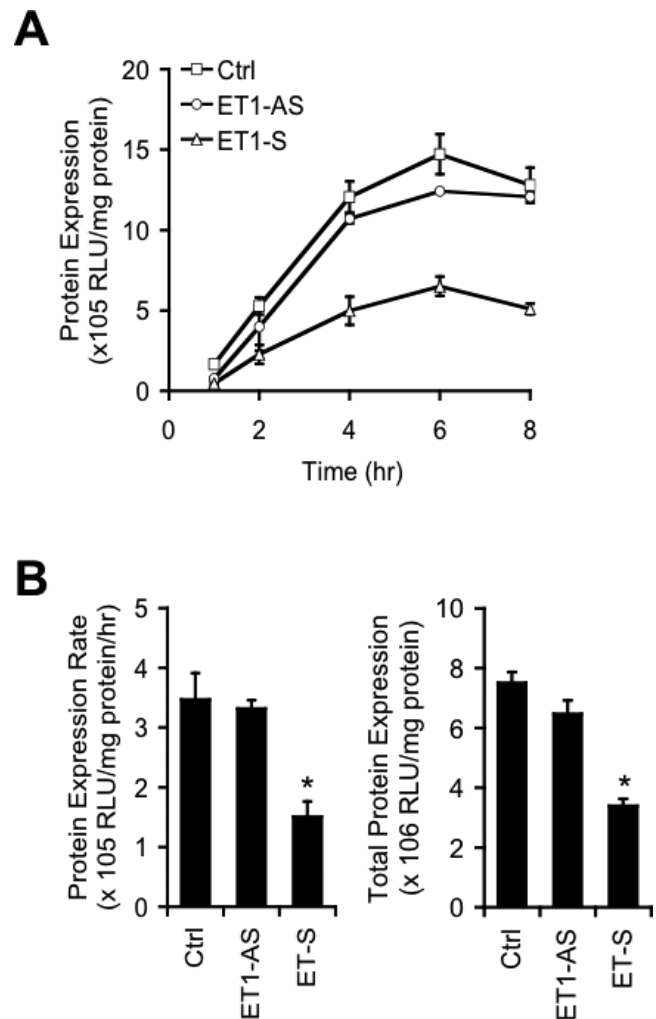 A
Protein Expression
(x105 RLU/mg protein)
20
15
10
5
0
Ctrl
ET1-AS
ET1-S
0 2 4 6 8
Time (hr)
B
Protein Expression Rate
(x 105 RLU/mg protein/hr)
5
4
3
2
1
0
*
Ctrl
ET1-AS
ET-S
Total Protein Expression
(x 106 RLU/mg protein)
10
8
6
4
2
0
*
Ctrl
ET1-AS
ET-S